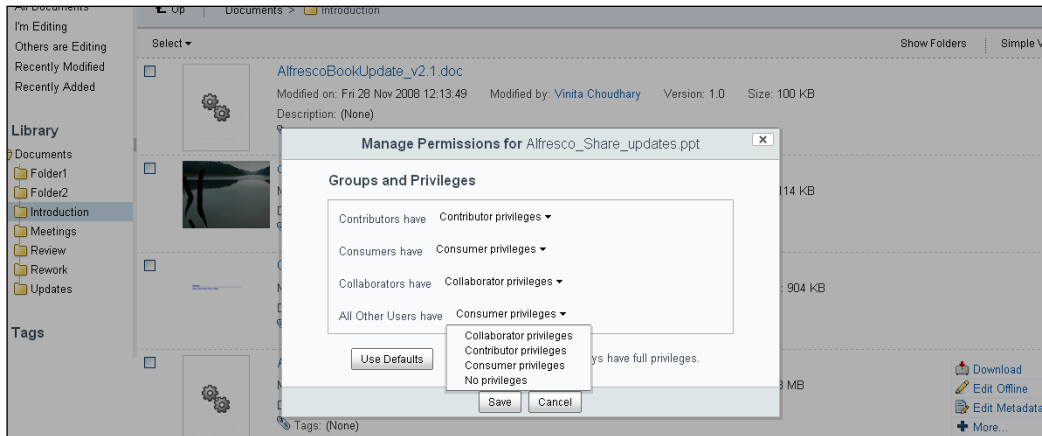 All Documents
I'm Editing
Others are Editing
Recently Modified
Recently Added
Library
Documents
Folder1
Folder2
Introduction
Meetings
Review
Rework
Updates
Tags
Up Documents > Introduction
Select Show Folders Simple
AlfrescoBookUpdate_v2.1.doc
Modified on: Fri 28 Nov 2008 12:13:49 Modified by: Vinita Choudhary Version: 1.0 Size: 100 KB
Description: (None)
114 KB
904 KB
MB
Tags: (None)
Manage Permissions for Alfresco_Share_updates.ppt
Groups and Privileges
Contributors have Contributor privileges
Consumers have Consumer privileges
Collaborators have Collaborator privileges
All Other Users have Consumer privileges
Collaborator privileges
Contributor privileges
Consumer privileges
No privileges
Use Defaults have full privileges.
Save Cancel
Download
Edit Offline
Edit Metadata
More...